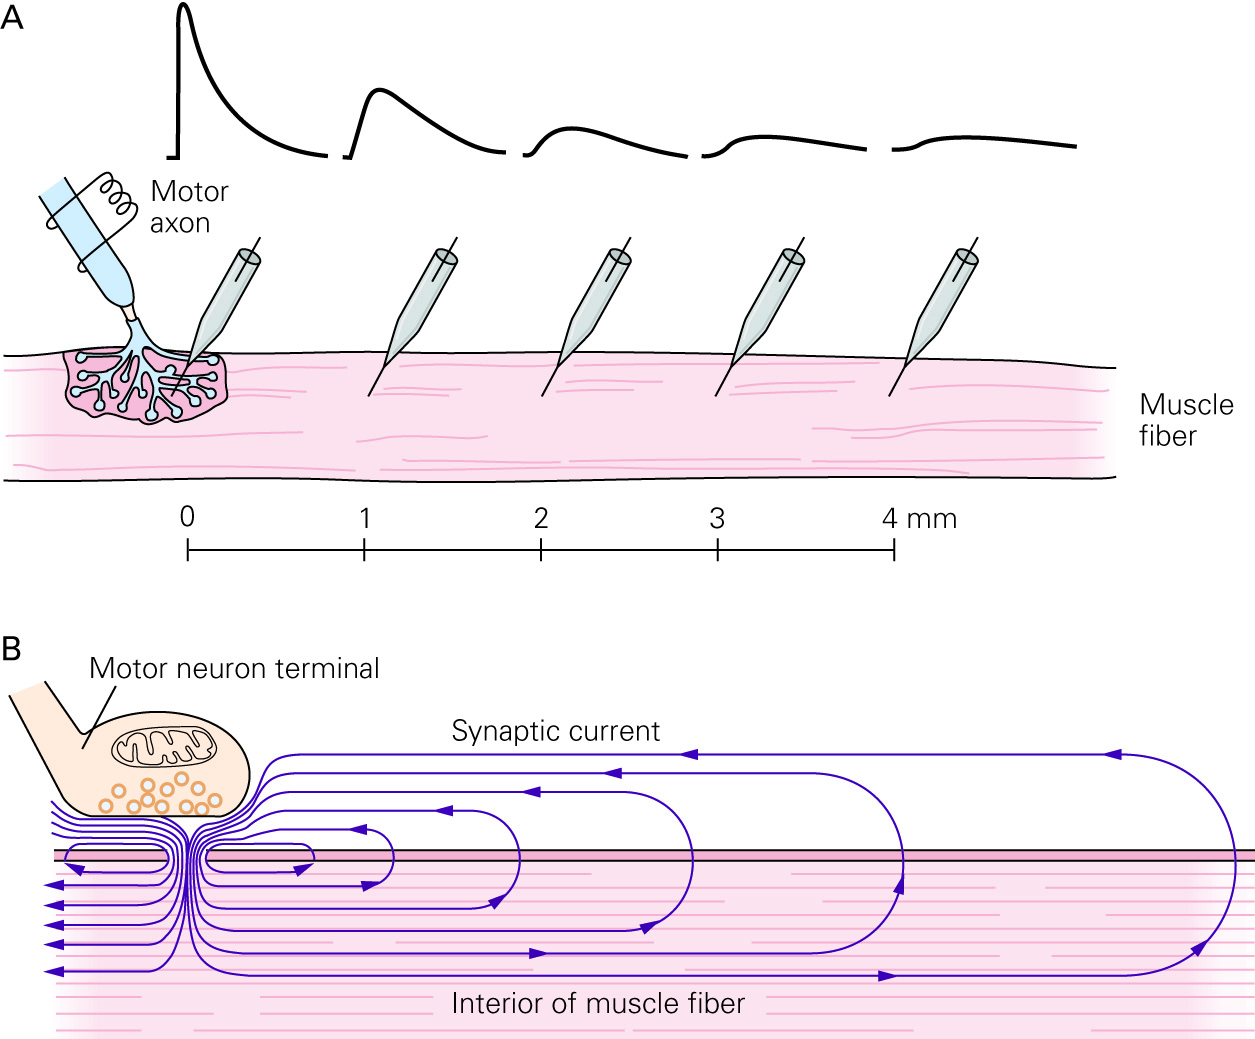 A
Motor
axon
Muscle
fiber
0 1 2 3 4 mm
B
Motor neuron terminal
Synaptic current
Interior of muscle fiber